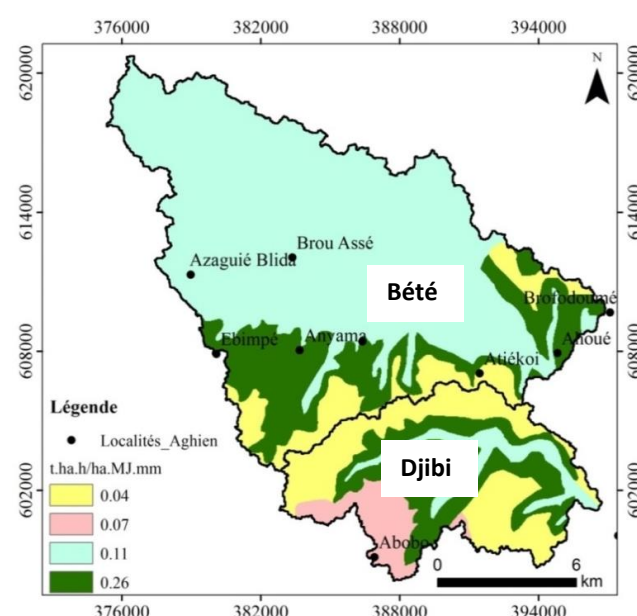 376000 382000 388000 394000
620000 620000
N
614000 614000
Brou Assé
Azaguié Blida
Bété
Brofodoumé
608000 608000
Ebimpé Anyama Ahoué
Atiékoi
Légende
Localités_Aghien
Djibi
t.ha.h/ha.MJ.mm
602000 602000
0.04
0.07
0.11
Abobo
0.26
0 6
km
376000 382000 388000 394000